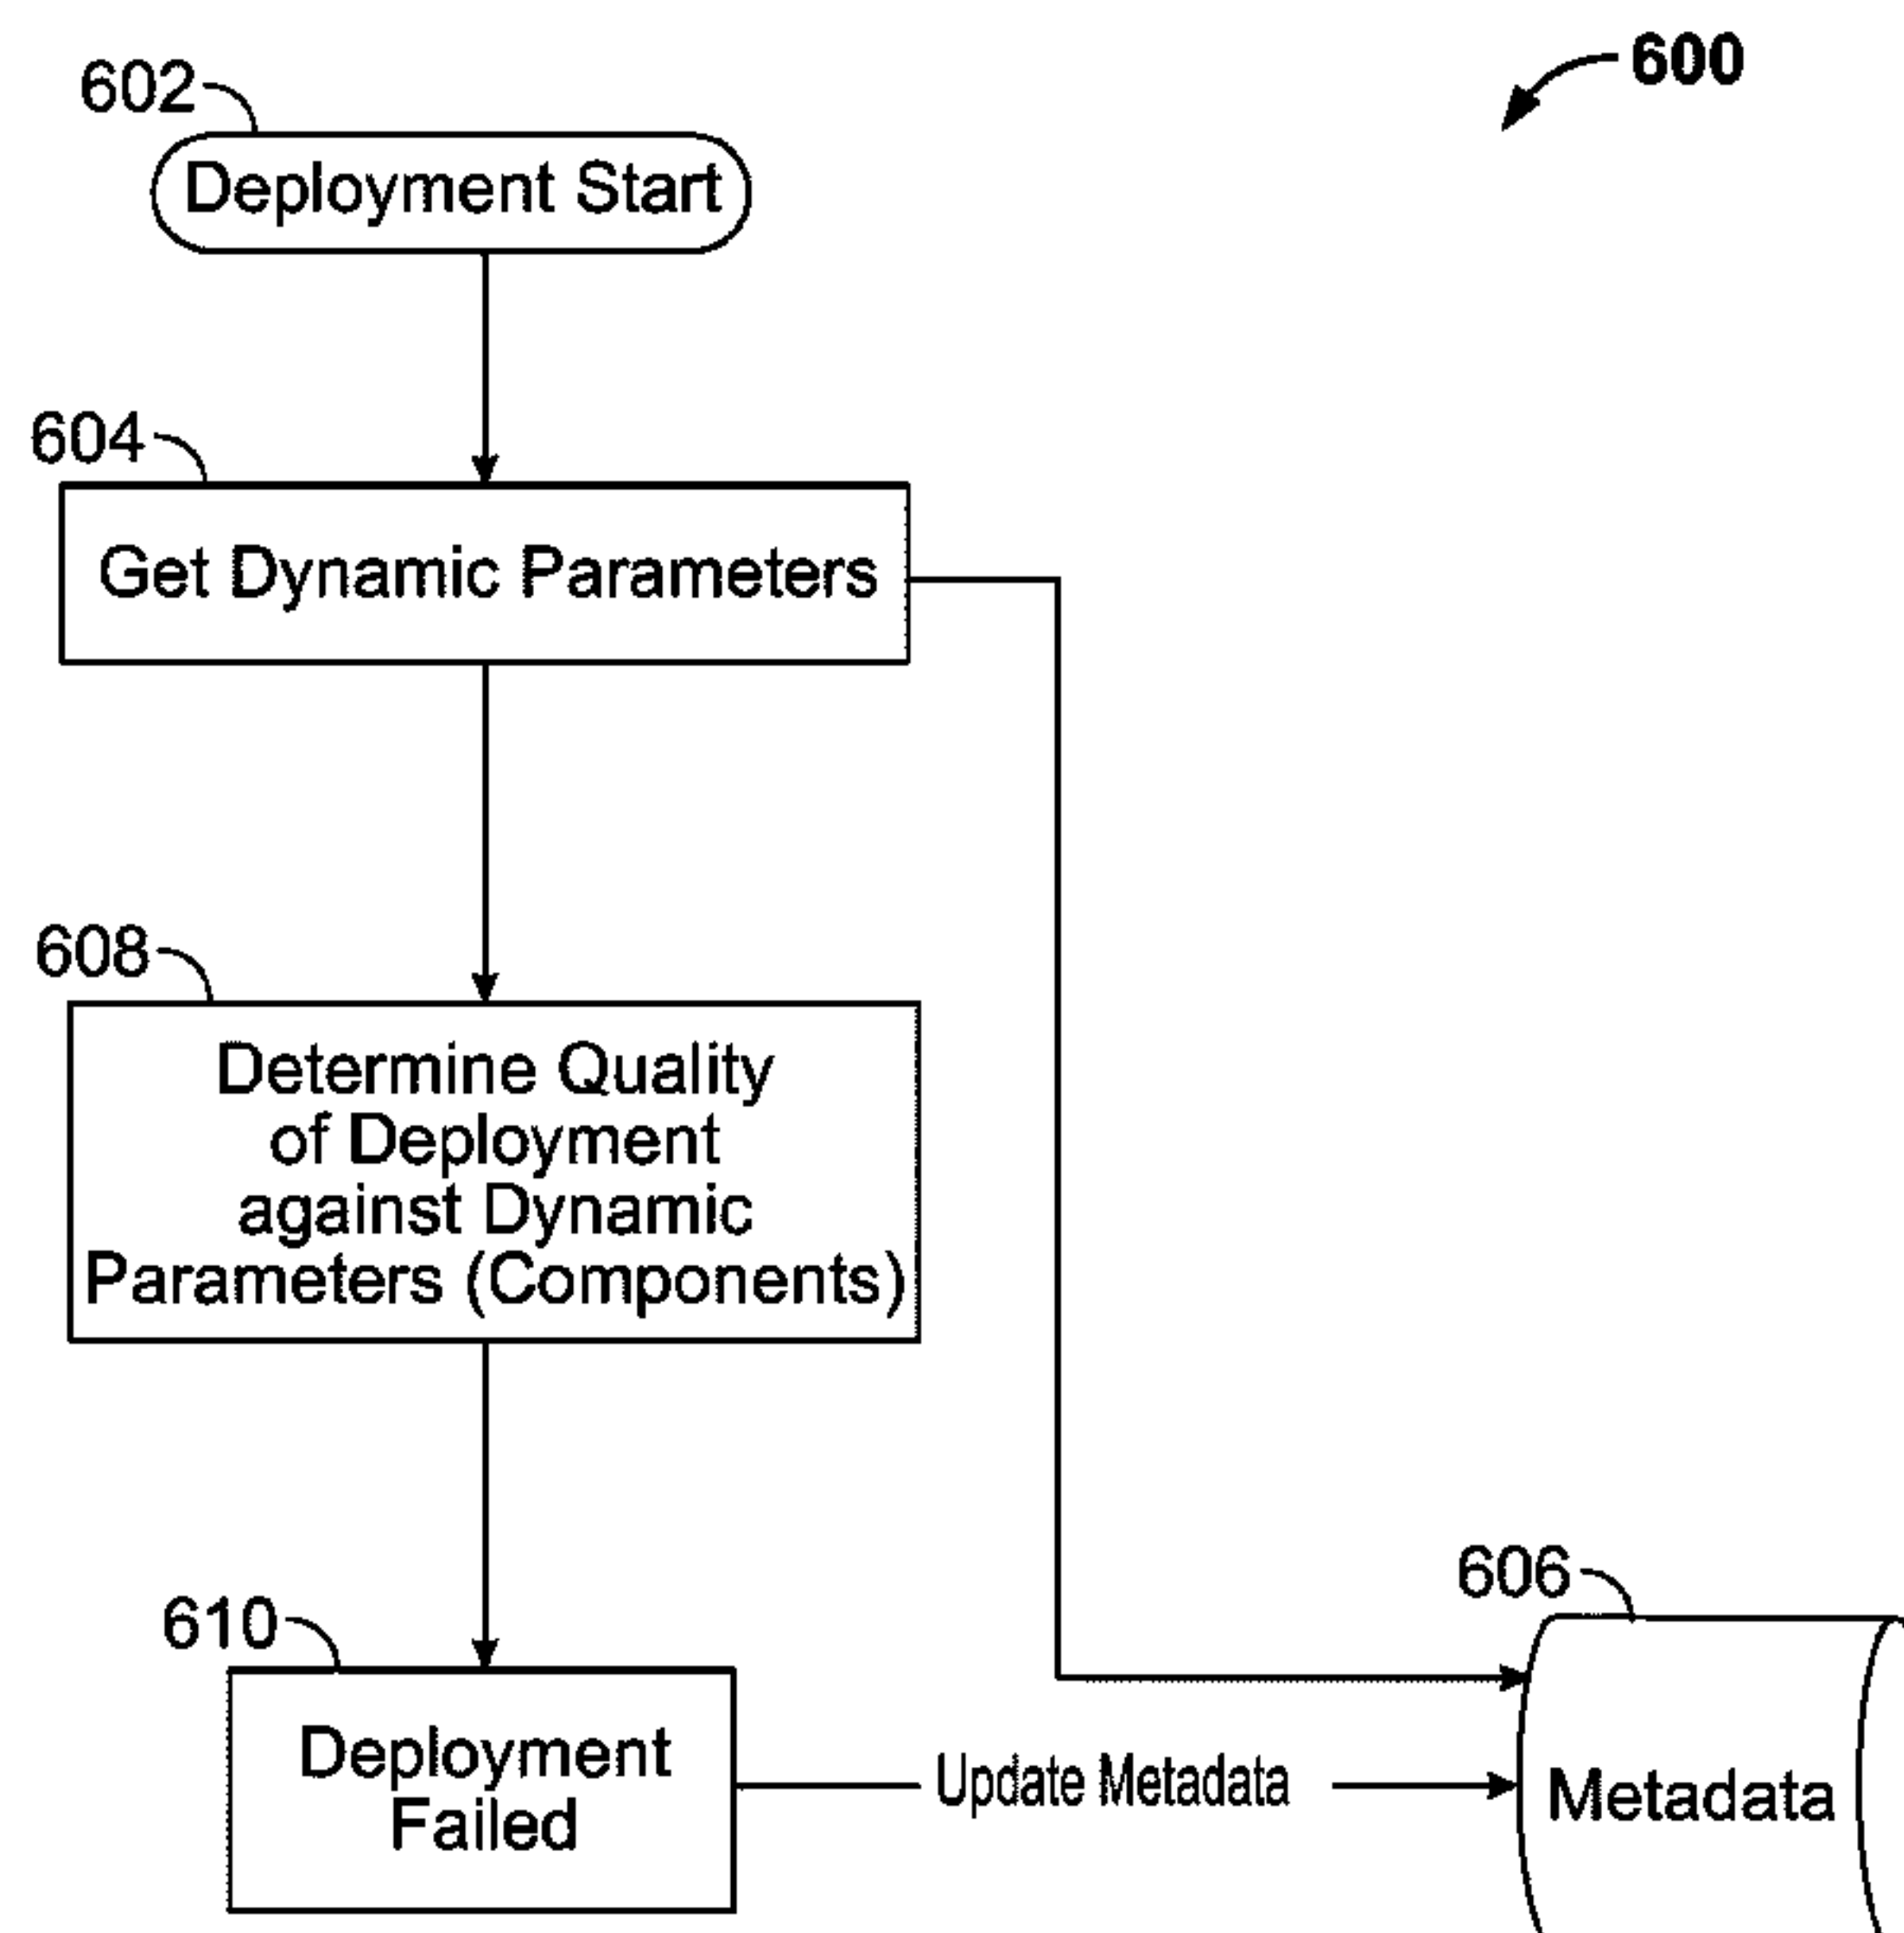 600
602
Deployment Start
604
Get Dynamic Parameters
608
Determine Quality
of Deployment
against Dynamic
Parameters (Components)
606
610
Deployment
Failed
Update Metadata
Metadata